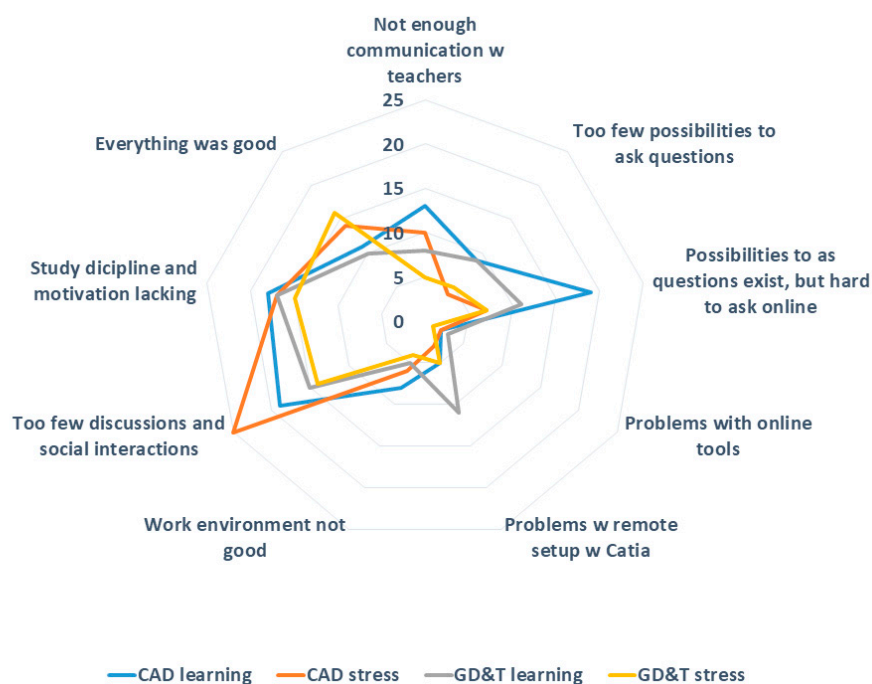 Not enough
communication w
teachers
25
20
15
10
5
0
Too few possibilities to
ask questions
Possibilities to as
questions exist, but hard
to ask online
Problems with online
tools
Problems w remote
setup w Catia
Work environment not
good
Too few discussions and
social interactions
Study dicipline and
motivation lacking
Everything was good
CAD learning
CAD stress
GD&T learning
GD&T stress